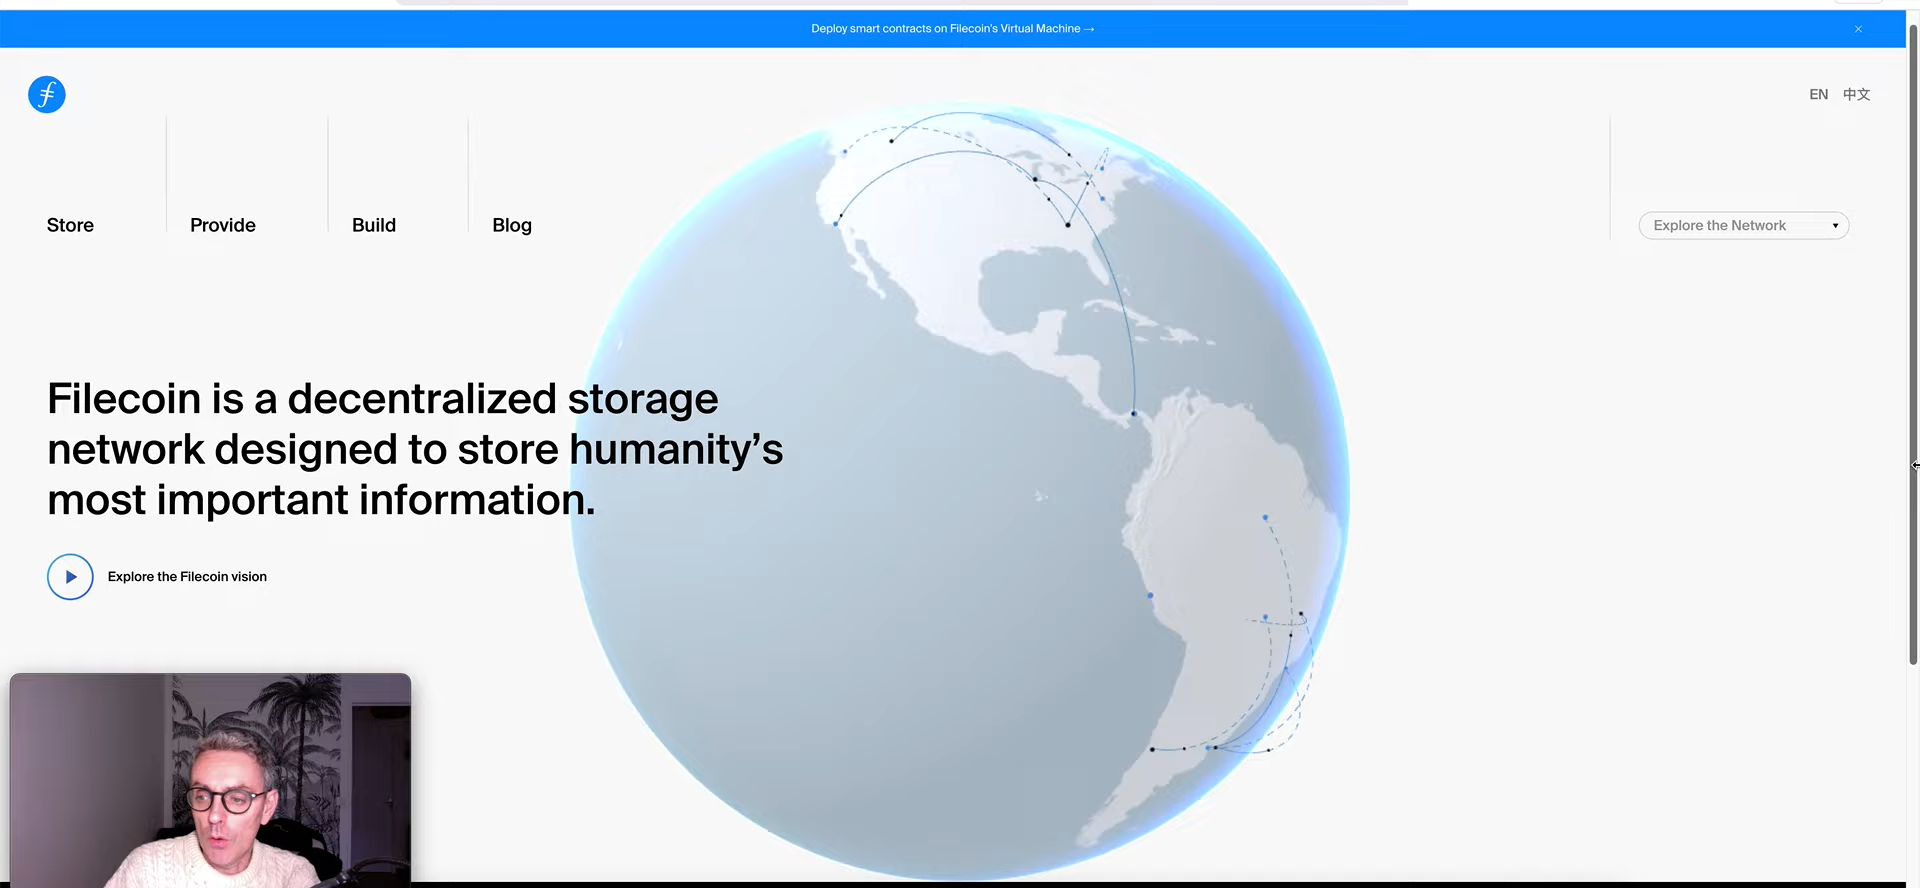 Deploy smart contracts on Filecoin's Virtual Machine →
EN 中文
Store
Provide
Build
Blog
Explore the Network
Filecoin is a decentralized storage
network designed to store humanity’s
most important information.
Explore the Filecoin vision